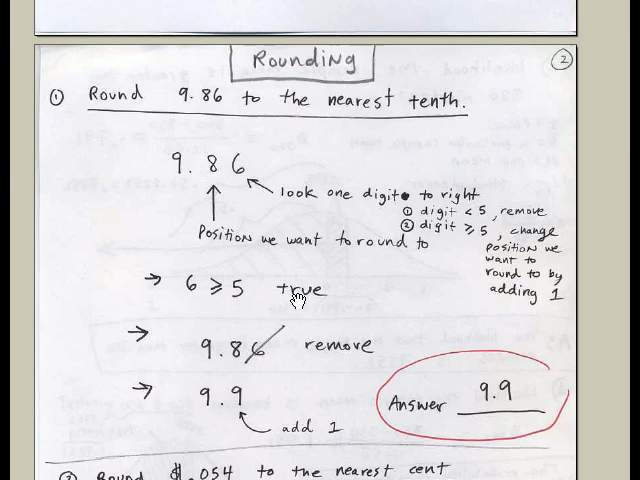 Rounding
2
① Round 9.86 to the nearest tenth.
9.86
look one digit to right
① digit < 5, remove
② digit ≥ 5, change
position we
want to
round to by
adding 1
Position we want to round to
→ 6 ≥ 5 true
→ 9.86 remove
→ 9.9
add 1
Answer 9.9
② Round $.054 to the nearest cent